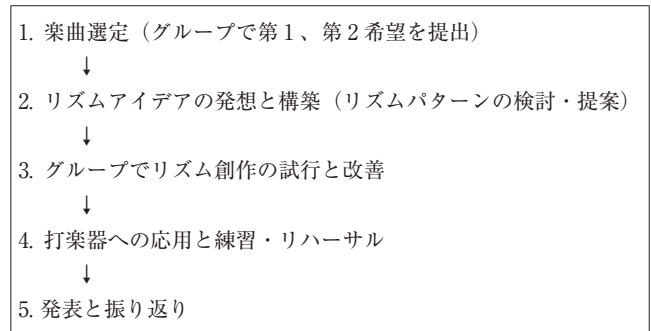 1. 楽曲選定（グループで第１、第２希望を提出）
↓
2. リズムアイデアの発想と構築（リズムパターンの検討・提案）
↓
3. グループでリズム創作の試行と改善
↓
4. 打楽器への応用と練習・リハーサル
↓
5. 発表と振り返り